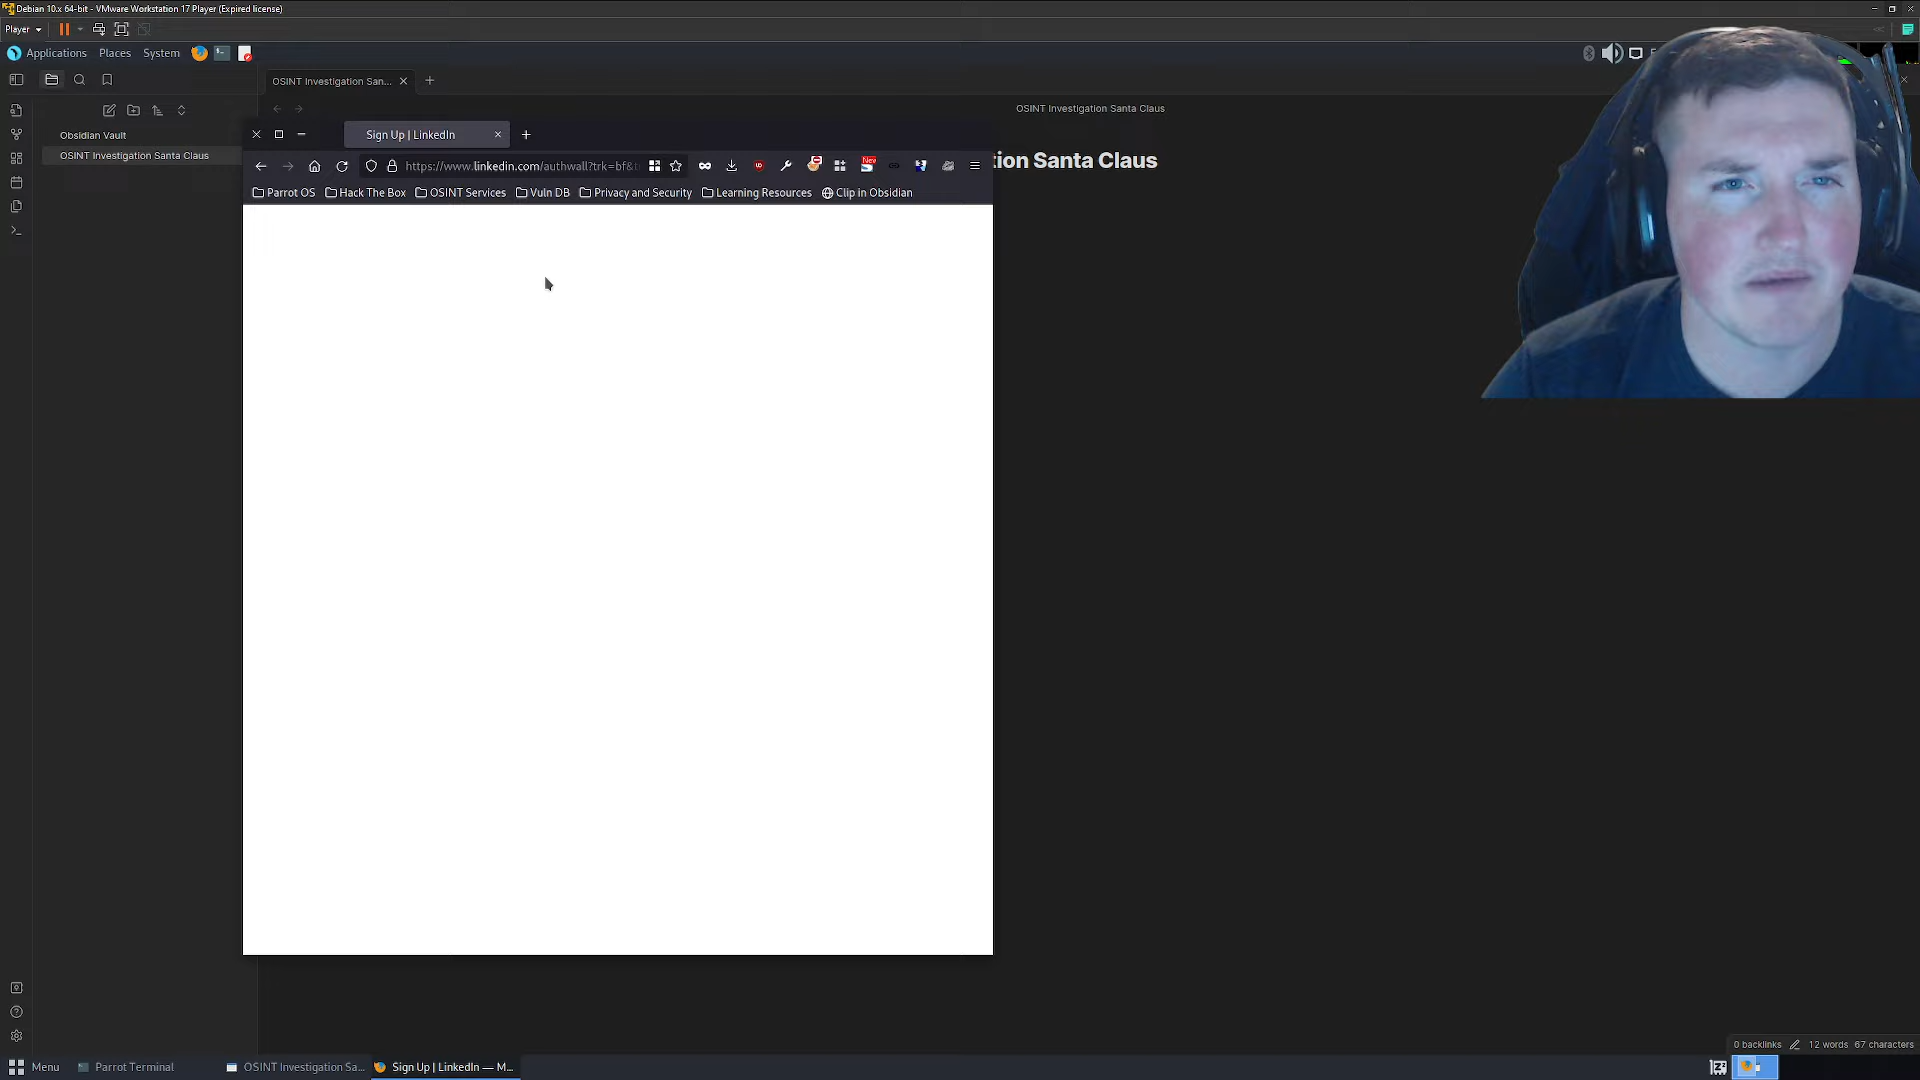 Debian 10.x 64-bit - VMware Workstation 17 Player (Expired license)
Player
Applications Places System
OSINT Investigation San...
OSINT Investigation Santa Claus
Obsidian Vault
OSINT Investigation Santa Claus
Sign Up | LinkedIn
tion Santa Claus
https://www.linkedin.com/authwall?trk=bf&t
New
Parrot OS Hack The Box OSINT Services Vuln DB Privacy and Security Learning Resources Clip in Obsidian
0 backlinks 12 words 67 characters
Menu Parrot Terminal OSINT Investigation Sa... Sign Up | LinkedIn — M...